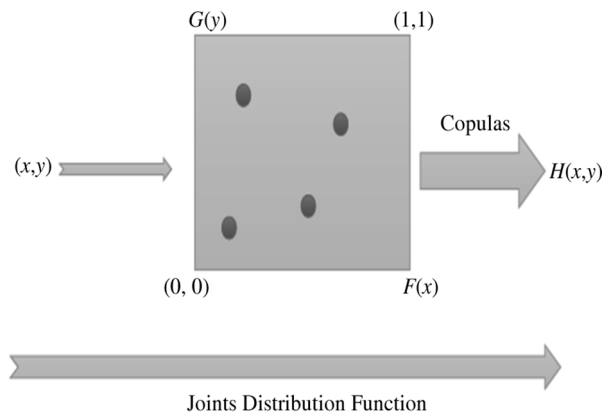 G(y)
(1,1)
Copulas
(x,y)
H(x,y)
(0, 0)
F(x)
Joints Distribution Function